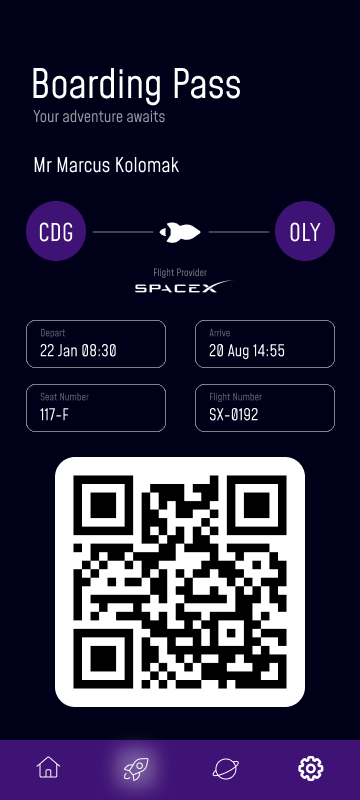 Boarding Pass
Your adventure awaits
Mr Marcus Kolomak
CDG
OLY
Flight Provider
SPACEX
Depart
22 Jan 08:30
Arrive
20 Aug 14:55
Seat Number
117-F
Flight Number
SX-0192